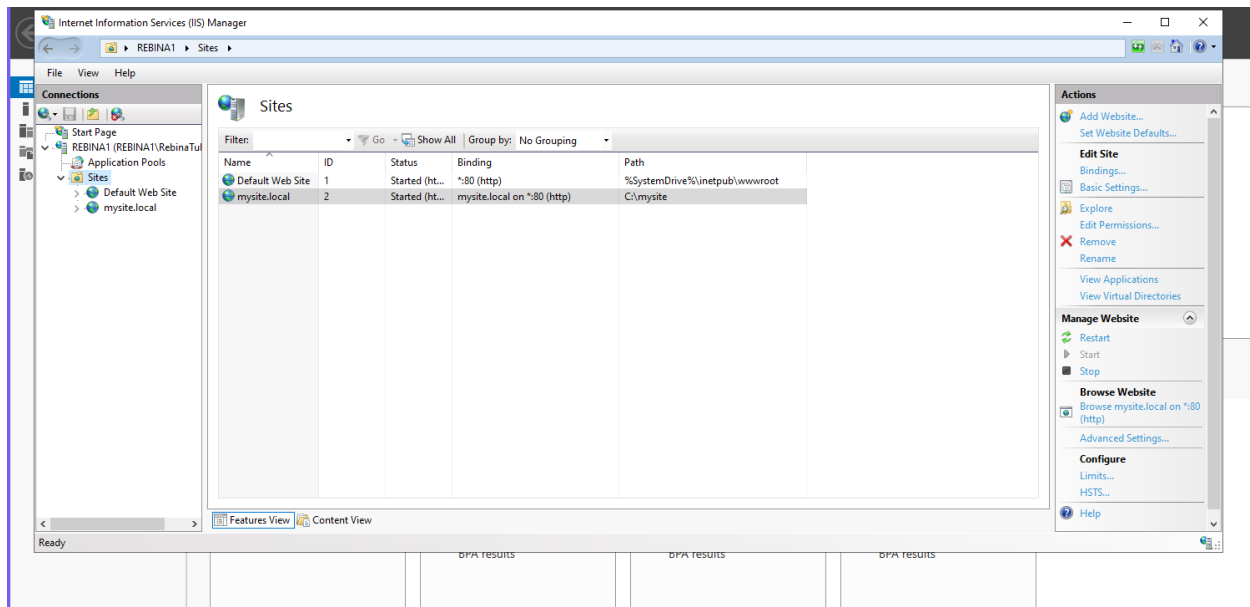 Internet Information Services (IIS) Manager
REBINA1 Sites
File View Help
Connections
Start Page
REBINA1 (REBINA1\RebinaTul
Application Pools
Sites
Default Web Site
mysite.local
Sites
Filter: Go Show All Group by: No Grouping
Name ID Status Binding Path
Default Web Site 1 Started (ht... *:80 (http) %SystemDrive%\inetpub\wwwroot
mysite.local 2 Started (ht... mysite.local on *:80 (http) C:\mysite
Features View Content View
Actions
Add Website...
Set Website Defaults...
Edit Site
Bindings...
Basic Settings...
Explore
Edit Permissions...
Remove
Rename
View Applications
View Virtual Directories
Manage Website
Restart
Start
Stop
Browse Website
Browse mysite.local on *:80
(http)
Advanced Settings...
Configure
Limits...
HSTS...
Help
Ready
BPA results BPA results BPA results